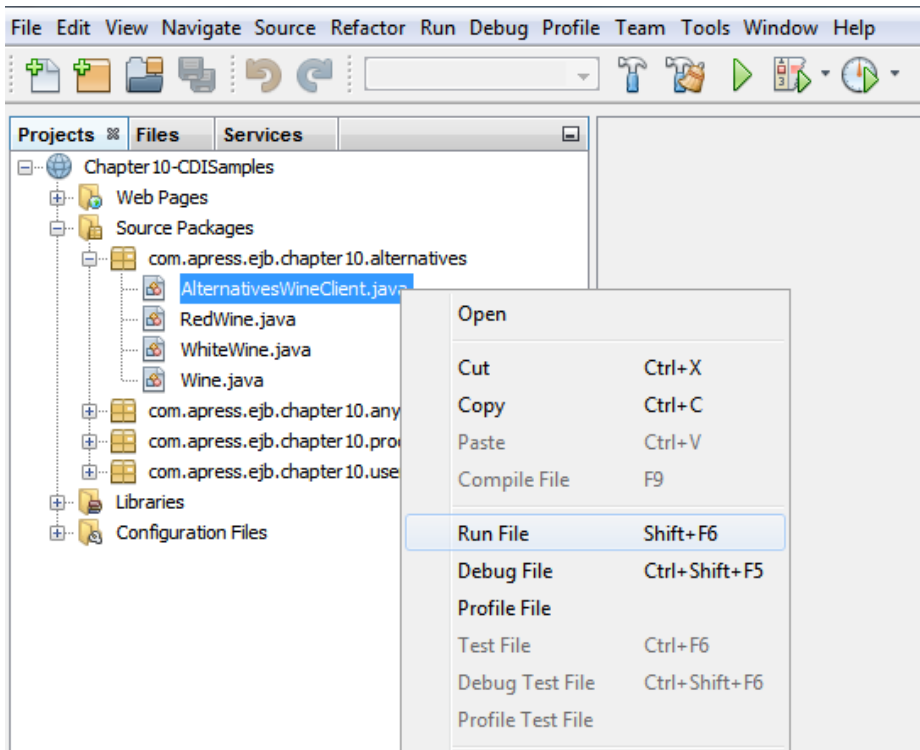 File Edit View Navigate Source Refactor Run Debug Profile Team Tools Window Help
Projects Files Services
Chapter10-CDISamples
Web Pages
Source Packages
com.apress.ejb.chapter10.alternatives
AlternativesWineClient.java
RedWine.java
WhiteWine.java
Wine.java
com.apress.ejb.chapter10.any
com.apress.ejb.chapter10.pro
com.apress.ejb.chapter10.use
Libraries
Configuration Files
Open
Cut Ctrl+X
Copy Ctrl+C
Paste Ctrl+V
Compile File F9
Run File Shift+F6
Debug File Ctrl+Shift+F5
Profile File
Test File Ctrl+F6
Debug Test File Ctrl+Shift+F6
Profile Test File